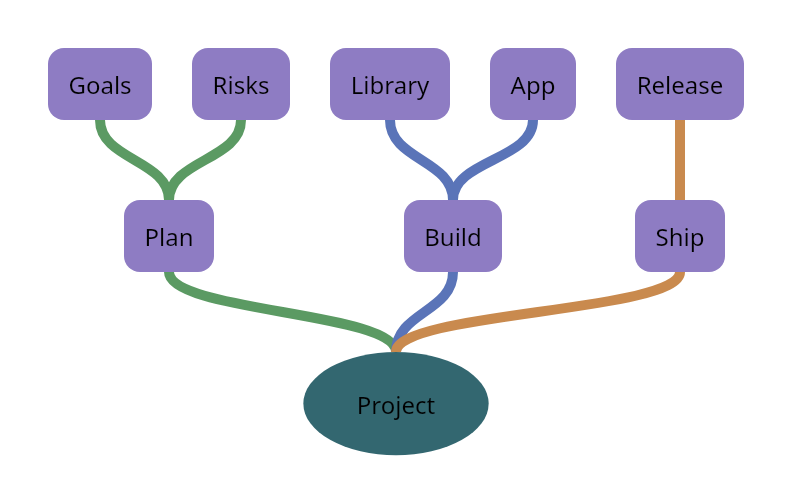 Goals
Risks
Library
App
Release
Plan
Build
Ship
Project